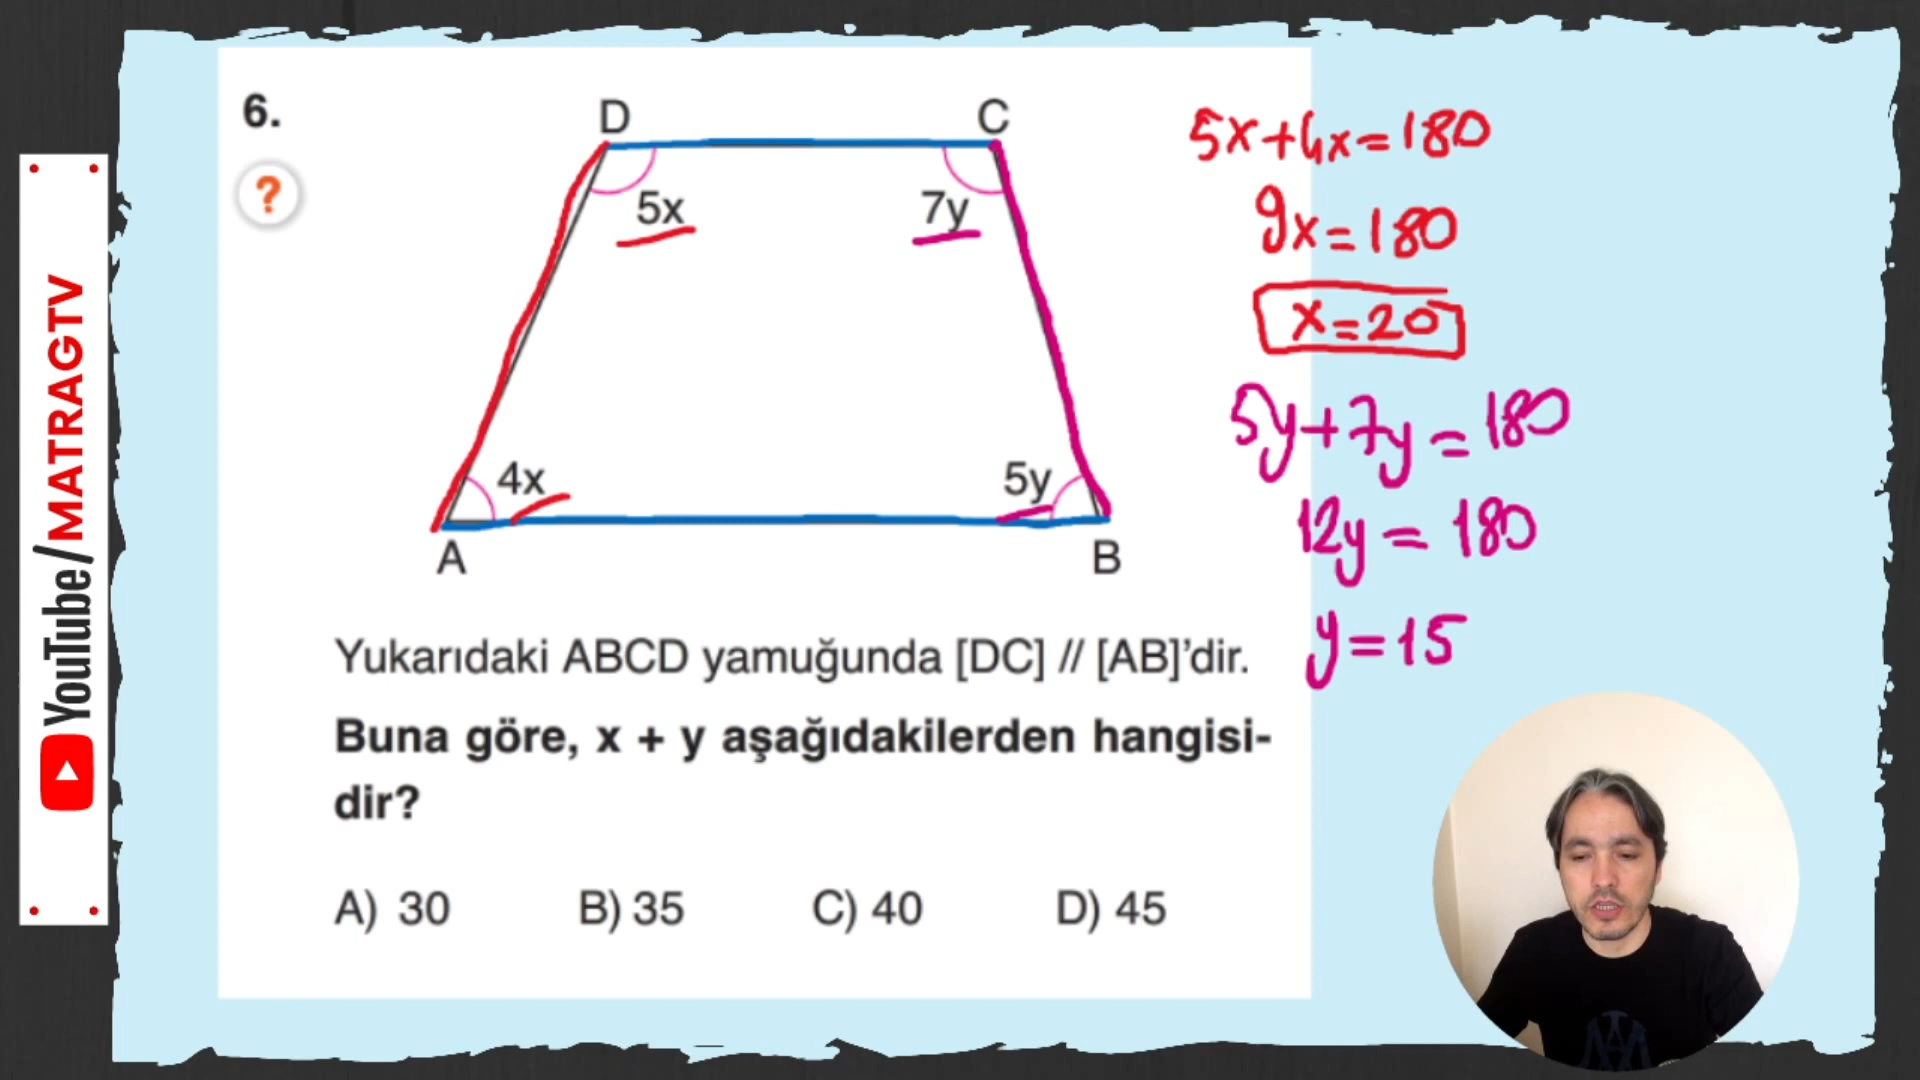 YouTube/MATRAGTV
6.
?
D
C
5x
7y
4x
5y
A
B
Yukarıdaki ABCD yamuğunda [DC] // [AB]'dir.
Buna göre, x + y aşağıdakilerden hangisi-
dir?
A) 30 B) 35 C) 40 D) 45
5x+4x=180
9x=180
x=20
5y+7y=180
12y=180
y=15